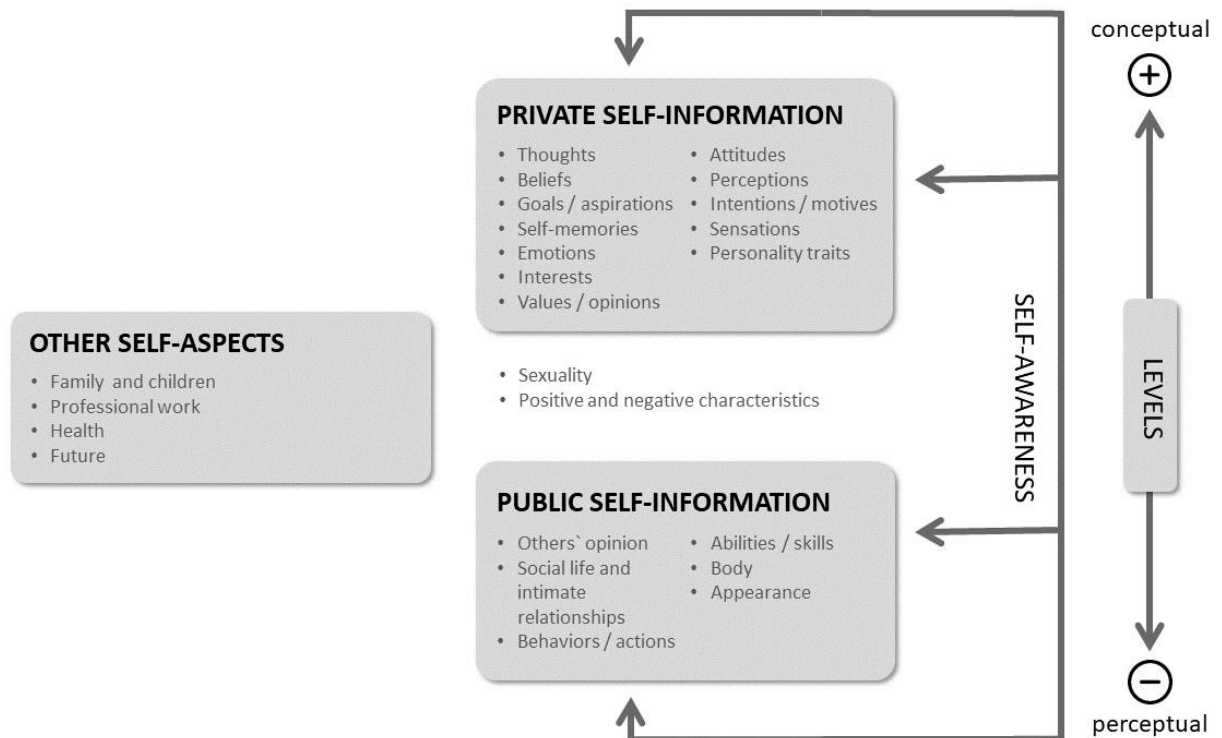 conceptual
+
PRIVATE SELF-INFORMATION
• Thoughts
• Beliefs
• Goals / aspirations
• Self-memories
• Emotions
• Interests
• Values / opinions
• Attitudes
• Perceptions
• Intentions / motives
• Sensations
• Personality traits
OTHER SELF-ASPECTS
• Family and children
• Professional work
• Health
• Future
• Sexuality
• Positive and negative characteristics
SELF-AWARENESS
LEVELS
PUBLIC SELF-INFORMATION
• Others` opinion
• Social life and
intimate
relationships
• Behaviors / actions
• Abilities / skills
• Body
• Appearance
−
perceptual